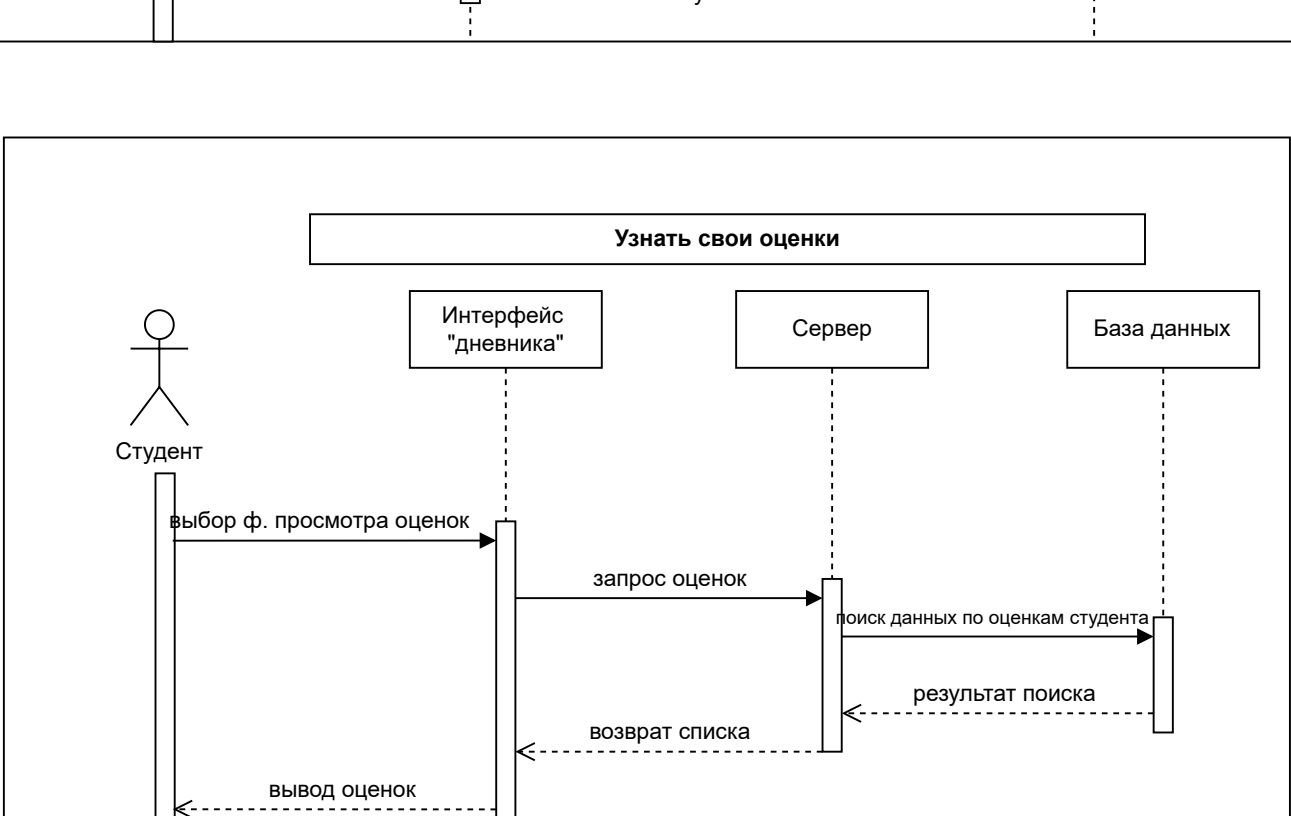 Узнать свои оценки
Интерфейс
"дневника"
Сервер
База данных
Студент
выбор ф. просмотра оценок
запрос оценок
поиск данных по оценкам студента
результат поиска
возврат списка
вывод оценок